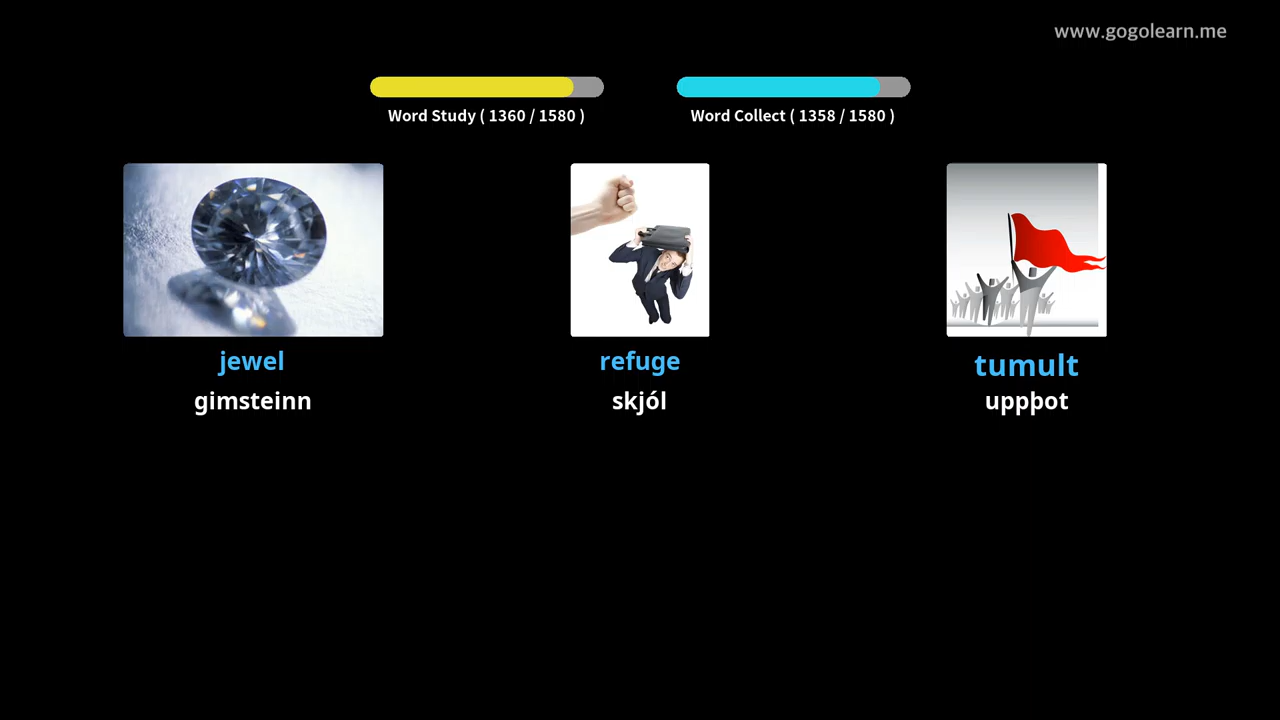 www.gogolearn.me
Word Study ( 1360 / 1580 )
Word Collect ( 1358 / 1580 )
jewel
refuge
tumult
gimsteinn
skjól
uppþot